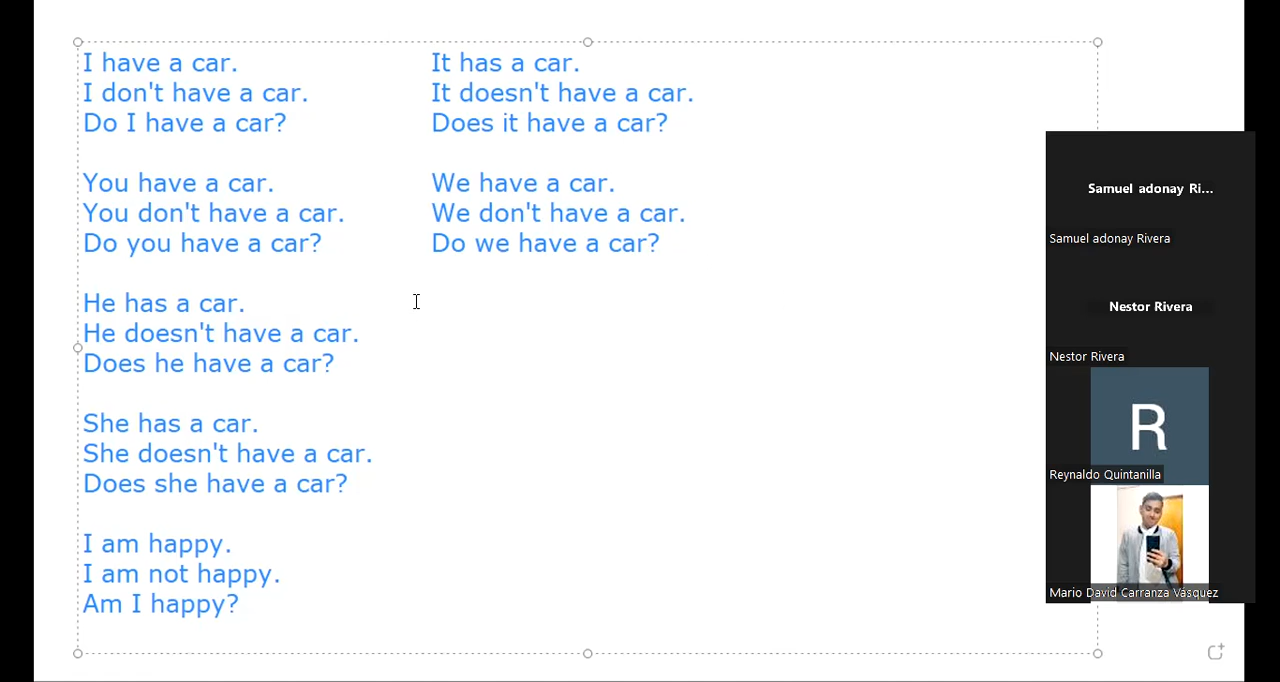 I have a car.
I don't have a car.
Do I have a car?
You have a car.
You don't have a car.
Do you have a car?
He has a car.
He doesn't have a car.
Does he have a car?
She has a car.
She doesn't have a car.
Does she have a car?
I am happy.
I am not happy.
Am I happy?
It has a car.
It doesn't have a car.
Does it have a car?
We have a car.
We don't have a car.
Do we have a car?
Samuel adonay Ri...
Samuel adonay Rivera
Nestor Rivera
Nestor Rivera
R
Reynaldo Quintanilla
Mario David Carranza Vasquez